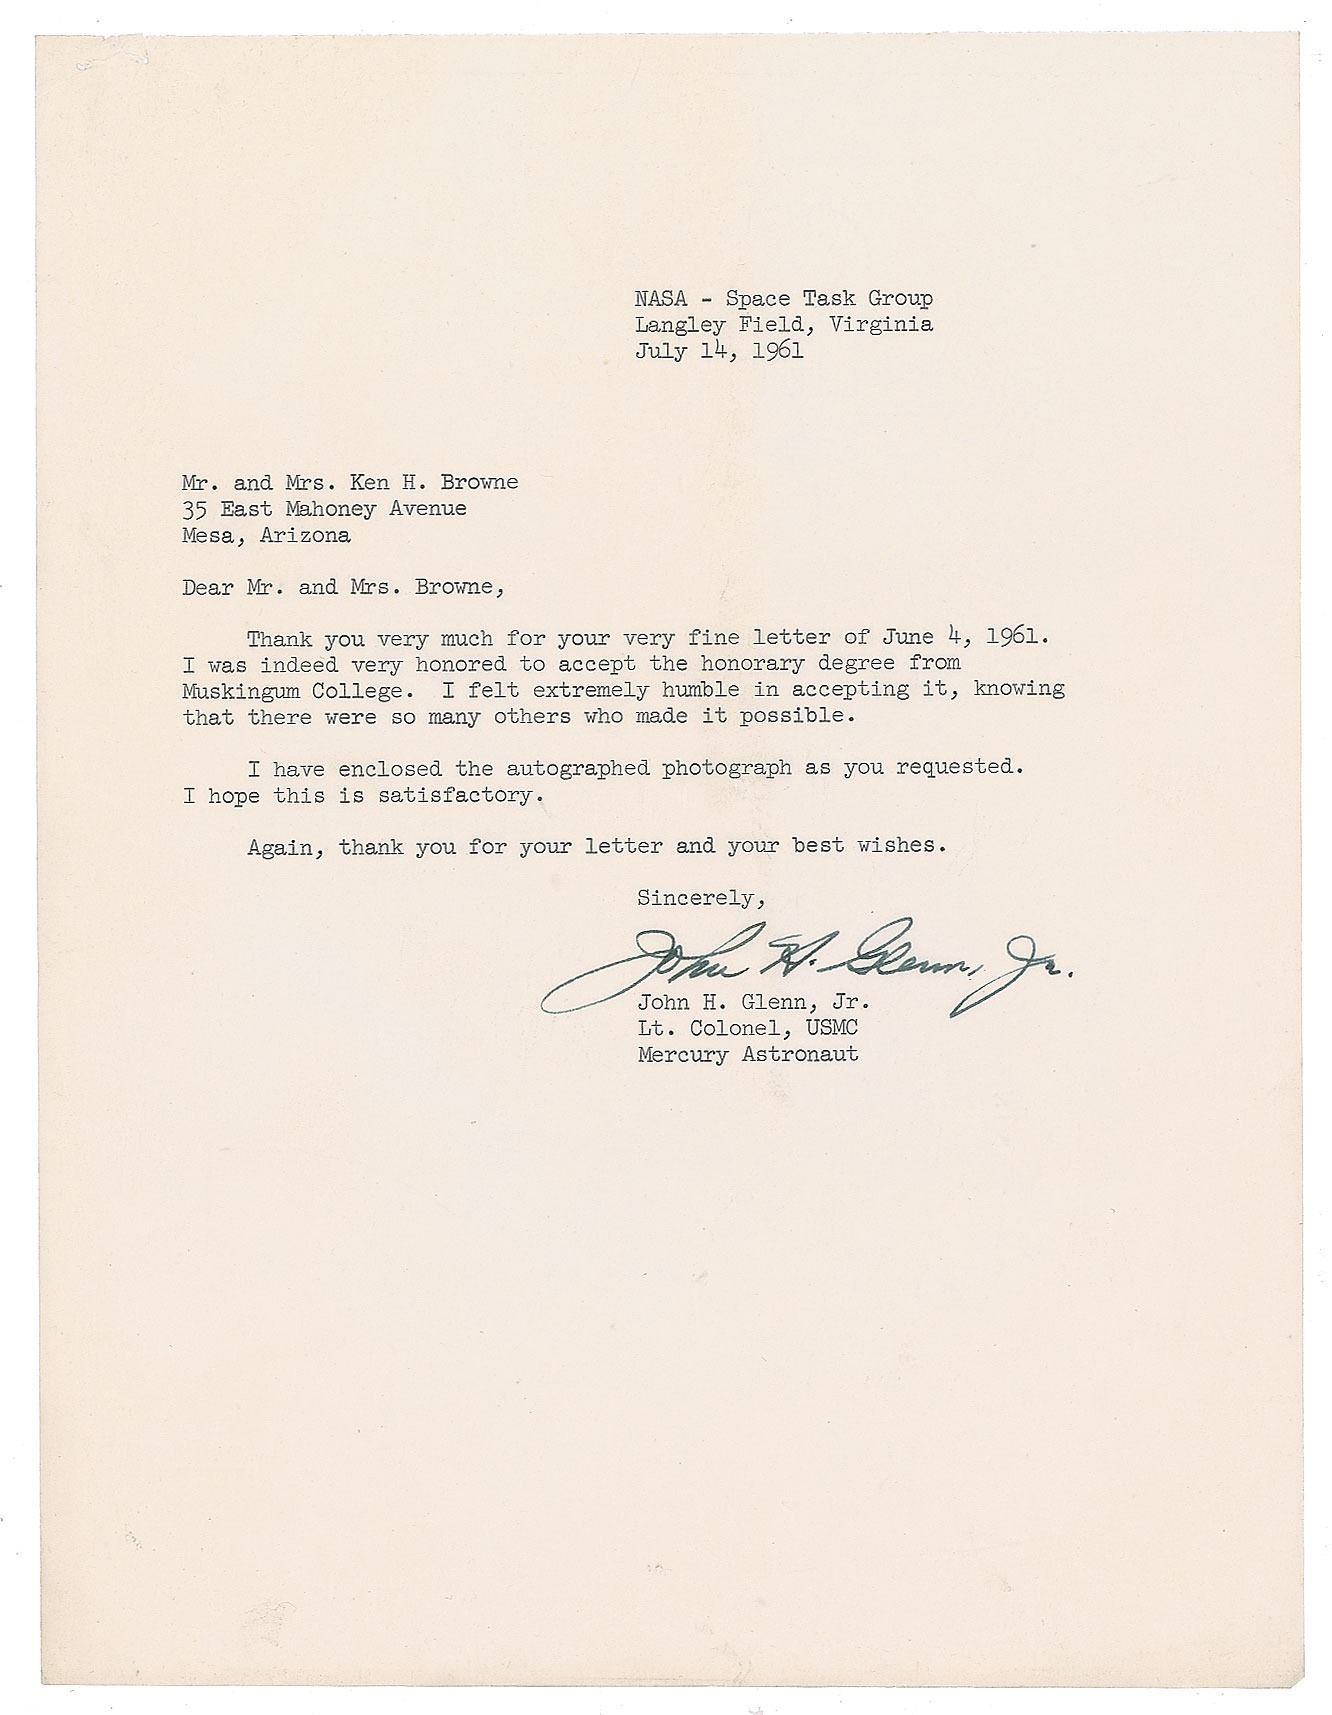 NASA - Space Task Group
Langley Field, Virginia
July 14, 1961
Mr. and Mrs. Ken H. Browne
35 East Mahoney Avenue
Mesa, Arizona
Dear Mr. and Mrs. Browne,
Thank you very much for your very fine letter of June 4, 1961.
I was indeed very honored to accept the honorary degree from
Muskingum College.  I felt extremely humble in accepting it, knowing
that there were so many others who made it possible.
I have enclosed the autographed photograph as you requested.
I hope this is satisfactory.
Again, thank you for your letter and your best wishes.
Sincerely,
John H. Glenn, Jr.
John H. Glenn, Jr.
Lt. Colonel, USMC
Mercury Astronaut